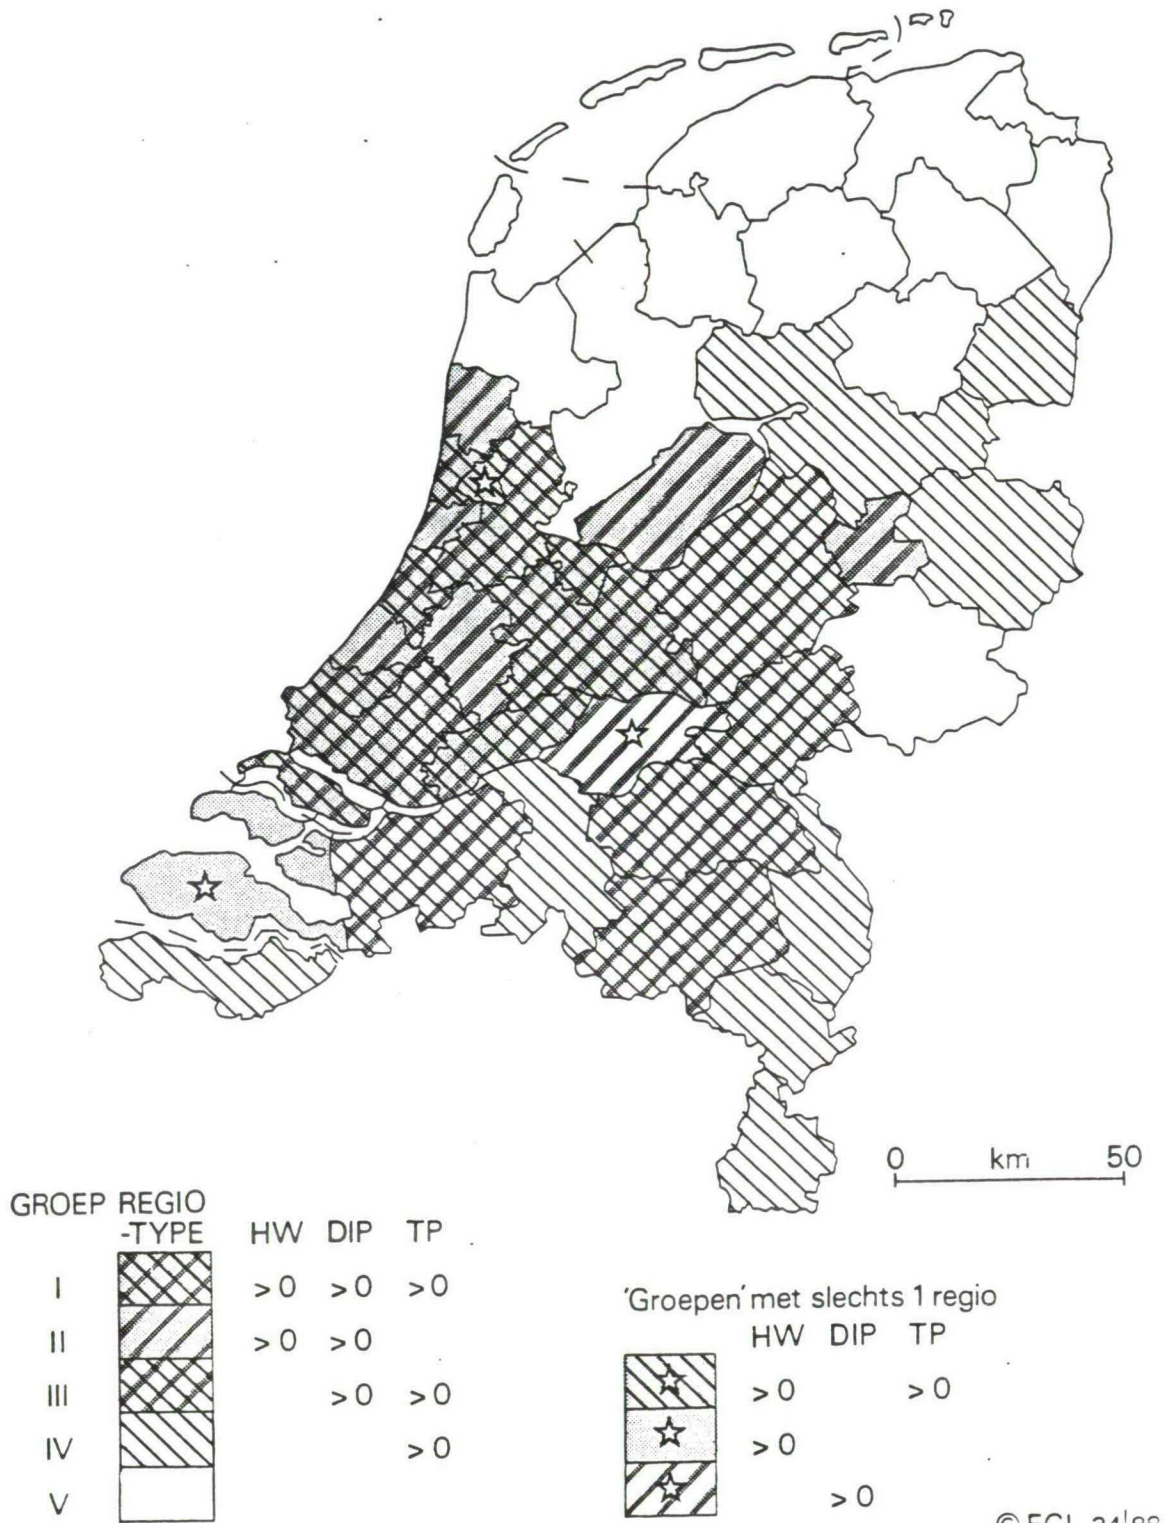 0 km 50
GROEP REGIO
-TYPE HW DIP TP
I >0 >0 >0
II >0 >0
III >0 >0
IV >0
V
'Groepen' met slechts 1 regio
HW DIP TP
>0 >0
>0
>0
©